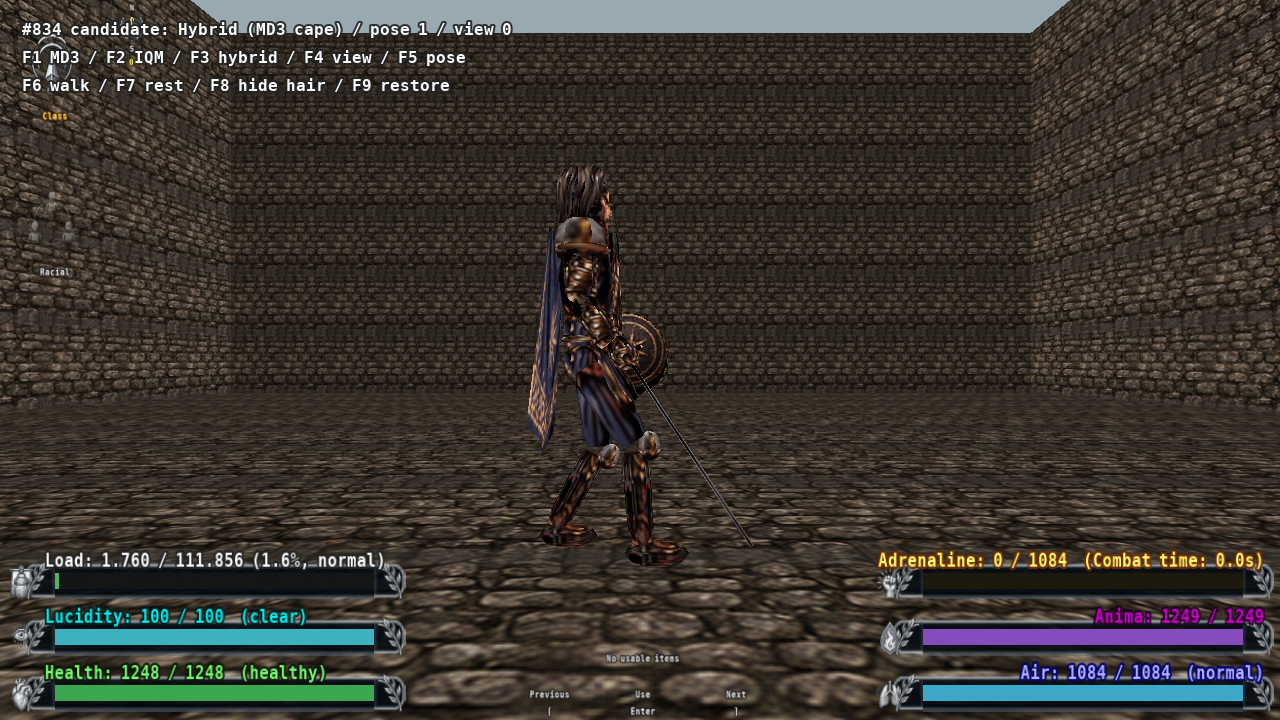 N
#834 candidate: Hybrid (MD3 cape) / pose 1 / view 0
S
F1 MD3 / F2 IQM / F3 hybrid / F4 view / F5 pose
F6 walk / F7 rest / F8 hide hair / F9 restore
Class
Racial
Load: 1.760 / 111.856 (1.6%, normal)
Adrenaline: 0 / 1084 (Combat time: 0.0s)
Lucidity: 100 / 100 (clear)
Anima: 1249 / 1249
No usable items
Health: 1248 / 1248 (healthy)
Air: 1084 / 1084 (normal)
Previous Use Next
[ Enter ]